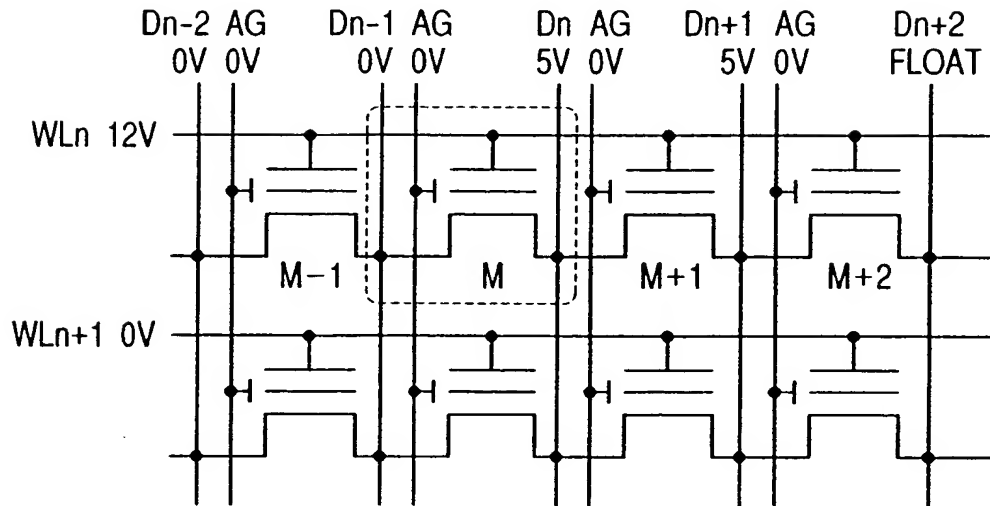 Dn-2 AG Dn-1 AG Dn AG Dn+1 AG Dn+2
0V 0V 0V 0V 5V 0V 5V 0V FLOAT
WLn 12V
M-1 M M+1 M+2
WLn+1 0V